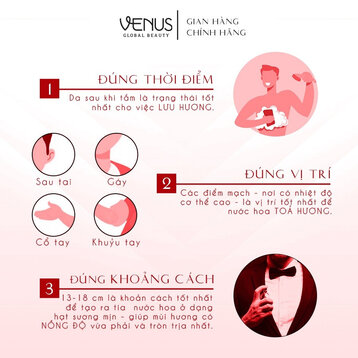 VENUS
GLOBAL BEAUTY
GIAN HÀNG
CHÍNH HÃNG
1
ĐÚNG THỜI ĐIỂM
Da sau khi tắm là trạng thái tốt
nhất cho việc LƯU HƯƠNG.
Sau tai
Gáy
Cổ tay
Khuỷu tay
2
ĐÚNG VỊ TRÍ
Các điểm mạch - nơi có nhiệt độ
cơ thể cao - là vị trí tốt nhất để
nước hoa TOẢ HƯƠNG.
3
ĐÚNG KHOẢNG CÁCH
13-18 cm là khoản cách tốt nhất
để tạo ra tia nước hoa ở dạng
hạt sương mịn - giúp mùi hương có
NỒNG ĐỘ vừa phải và tròn trịa nhất.